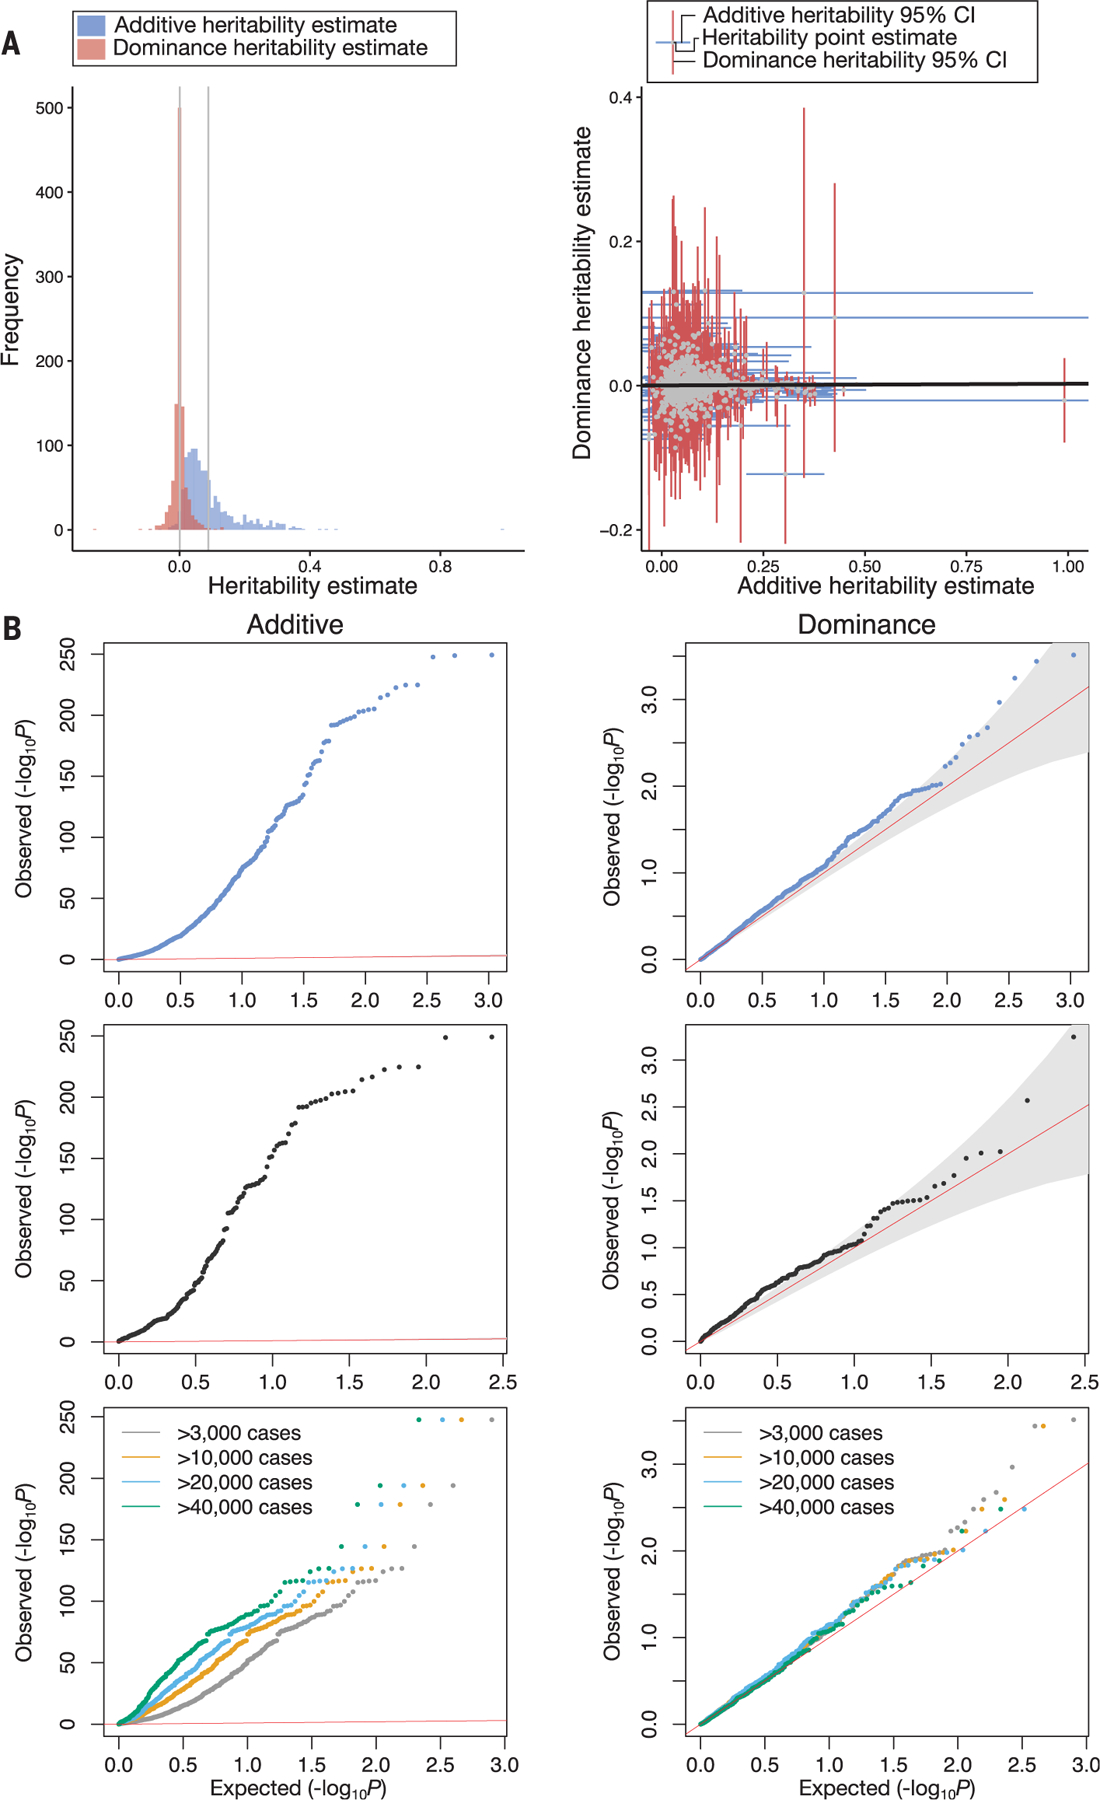 A
Additive heritability estimate
Dominance heritability estimate
500
400
300
200
100
0
Frequency
0.0 0.4 0.8
Heritability estimate
Additive heritability 95% CI
Heritability point estimate
Dominance heritability 95% CI
0.4
0.2
0.0
−0.2
Dominance heritability estimate
0.00 0.25 0.50 0.75 1.00
Additive heritability estimate
B
Additive
250
200
150
100
50
0
Observed (-log10P)
0.0 0.5 1.0 1.5 2.0 2.5 3.0
Dominance
3.0
2.0
1.0
0.0
Observed (-log10P)
0.0 0.5 1.0 1.5 2.0 2.5 3.0
250
200
150
100
50
0
Observed (-log10P)
0.0 0.5 1.0 1.5 2.0 2.5
3.0
2.5
2.0
1.5
1.0
0.5
0.0
Observed (-log10P)
0.0 0.5 1.0 1.5 2.0 2.5
>3,000 cases
>10,000 cases
>20,000 cases
>40,000 cases
250
200
150
100
50
0
Observed (-log10P)
0.0 0.5 1.0 1.5 2.0 2.5 3.0
Expected (-log10P)
>3,000 cases
>10,000 cases
>20,000 cases
>40,000 cases
3.0
2.0
1.0
0.0
Observed (-log10P)
0.0 0.5 1.0 1.5 2.0 2.5 3.0
Expected (-log10P)